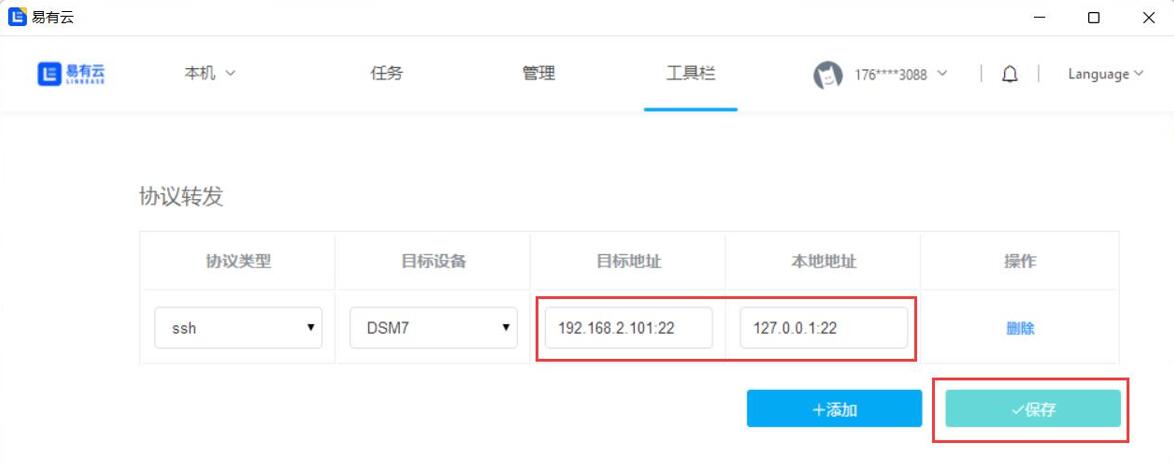 易有云
易有云 本机 任务 管理 工具栏 176****3088 Language
LINKEASE
协议转发
协议类型 目标设备 目标地址 本地地址 操作
ssh DSM7 192.168.2.101:22 127.0.0.1:22 删除
+添加 ✓保存